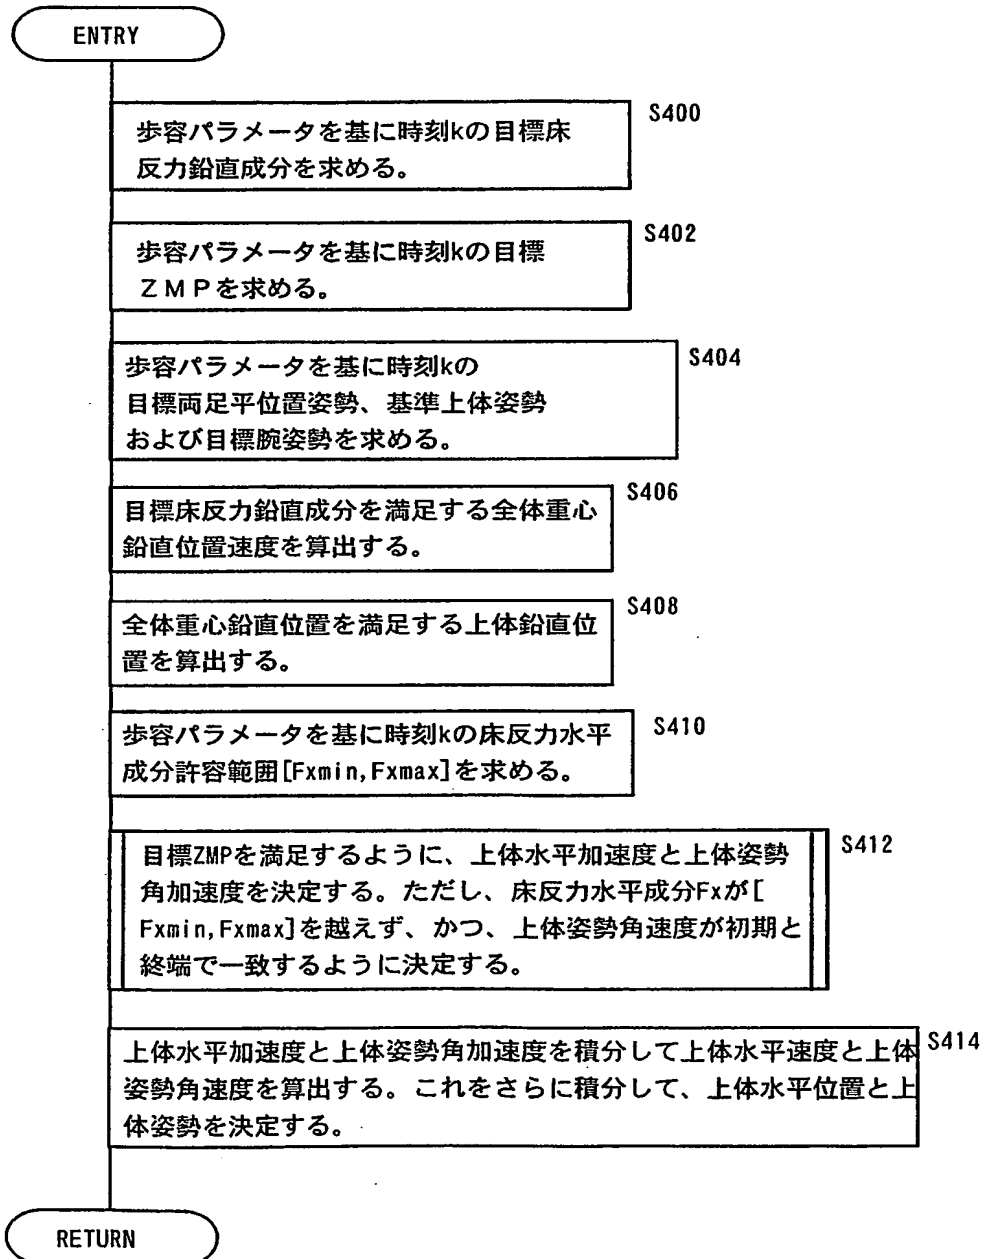 ENTRY
S400
歩容パラメータを基に時刻kの目標床
反力鉛直成分を求める。
S402
歩容パラメータを基に時刻kの目標
ＺＭＰを求める。
S404
歩容パラメータを基に時刻kの
目標両足平位置姿勢、基準上体姿勢
および目標腕姿勢を求める。
S406
目標床反力鉛直成分を満足する全体重心
鉛直位置速度を算出する。
S408
全体重心鉛直位置を満足する上体鉛直位
置を算出する。
S410
歩容パラメータを基に時刻kの床反力水平
成分許容範囲[Fxmin,Fxmax]を求める。
S412
目標ZMPを満足するように、上体水平加速度と上体姿勢
角加速度を決定する。ただし、床反力水平成分Fxが[
Fxmin,Fxmax]を越えず、かつ、上体姿勢角速度が初期と
終端で一致するように決定する。
S414
上体水平加速度と上体姿勢角加速度を積分して上体水平速度と上体
姿勢角速度を算出する。これをさらに積分して、上体水平位置と上
体姿勢を決定する。
RETURN